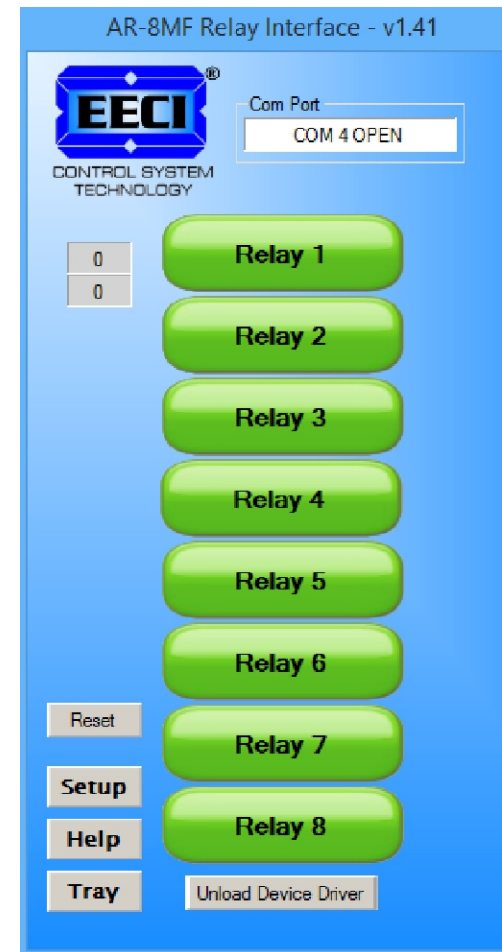 AR-8MF Relay Interface - v1.41
EECI®
CONTROL SYSTEM
TECHNOLOGY
Com Port
COM 4 OPEN
0
0
Relay 1
Relay 2
Relay 3
Relay 4
Relay 5
Relay 6
Relay 7
Relay 8
Reset
Setup
Help
Tray
Unload Device Driver